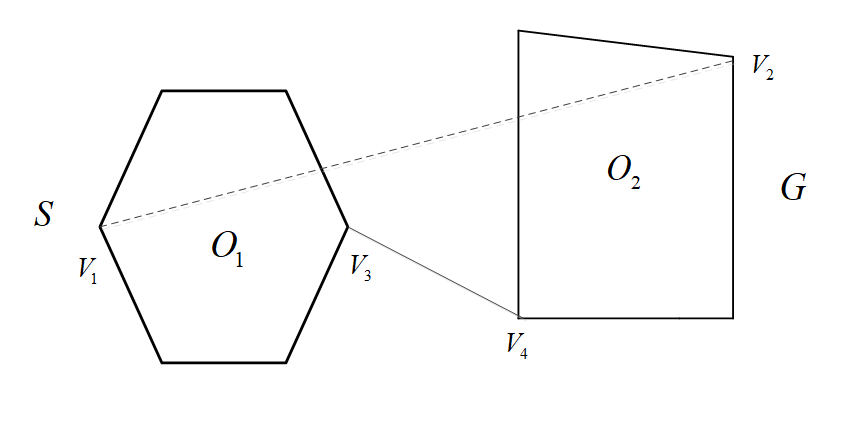 V₂
O₂
G
S
O₁
V₁
V₃
V₄